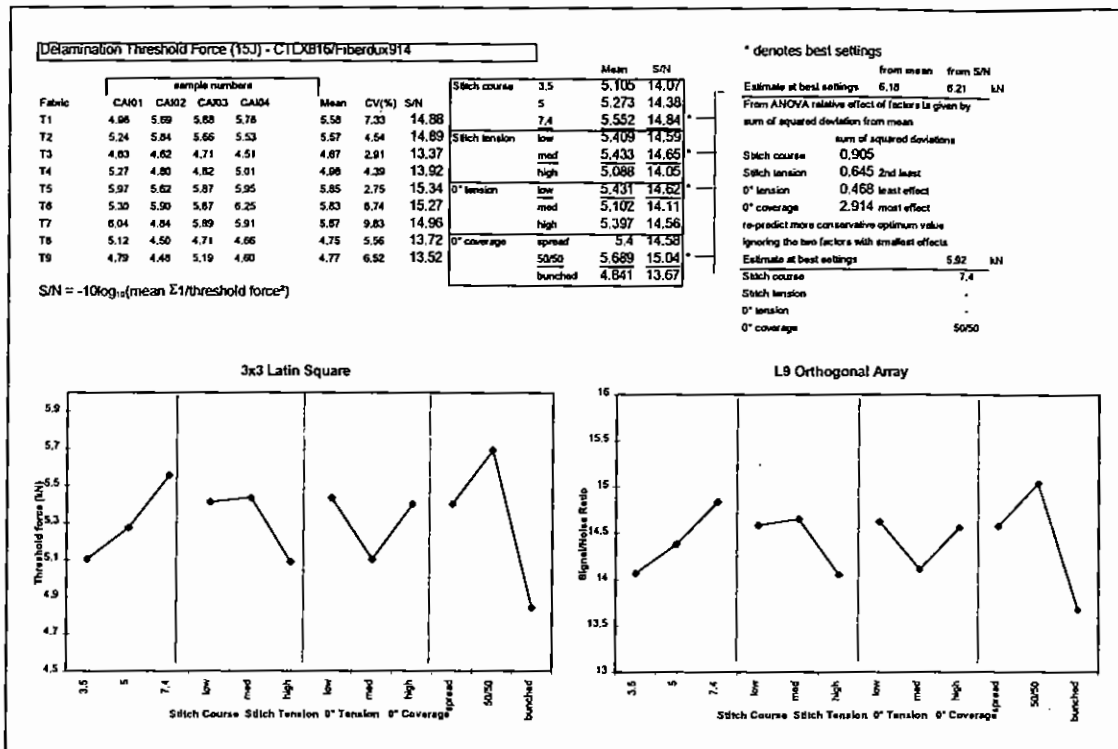 Delamination Threshold Force (15J) - CTLX816/Fiberdux914
sample numbers
Fabric CAI01 CAI02 CAI03 CAI04 Mean CV(%) S/N
T1 4.98 5.69 5.88 5.78 5.58 7.33 14.88
T2 5.24 5.84 5.66 5.53 5.57 4.54 14.89
T3 4.83 4.62 4.71 4.51 4.67 2.91 13.37
T4 5.27 4.80 4.82 5.01 4.98 4.39 13.92
T5 5.97 5.62 5.87 5.95 5.85 2.75 15.34
T6 5.30 5.90 5.87 6.25 5.83 6.74 15.27
T7 6.04 4.84 5.89 5.91 5.67 9.83 14.96
T8 5.12 4.50 4.71 4.66 4.75 5.56 13.72
T9 4.79 4.48 5.19 4.60 4.77 6.52 13.52
S/N = -10log₁₀(mean Σ1/threshold force²)
Mean S/N
Stitch course 3,5 5.105 14.07
5 5.273 14.38
7,4 5.552 14.84 *
Stitch tension low 5.409 14.59
med 5.433 14.65 *
high 5.088 14.05
0° tension low 5.431 14.62 *
med 5.102 14.11
high 5.397 14.56
0° coverage spread 5.4 14.58
50/50 5.689 15.04 *
bunched 4.841 13.67
* denotes best settings
from mean from S/N
Estimate at best settings 6.18 6.21 kN
From ANOVA relative effect of factors is given by
sum of squared deviation from mean
sum of squared deviations
Stitch course 0.905
Stitch tension 0.645 2nd least
0° tension 0.468 least effect
0° coverage 2.914 most effect
re-predict more conservative optimum value
ignoring the two factors with smallest effects
Estimate at best settings 5.92 kN
Stitch course 7,4
Stitch tension -
0° tension -
0° coverage 50/50
3x3 Latin Square
Threshold force (kN)
5,9
5,7
5,5
5,3
5,1
4,9
4,7
4,5
3.5 5 7.4 low med high low med high spread 50/50 bunched
Stitch Course Stitch Tension 0° Tension 0° Coverage
L9 Orthogonal Array
Signal/Noise Ratio
16
15.5
15
14.5
14
13.5
13
3.5 5 7.4 low med high low med high spread 50/50 bunched
Stitch Course Stitch Tension 0° Tension 0° Coverage